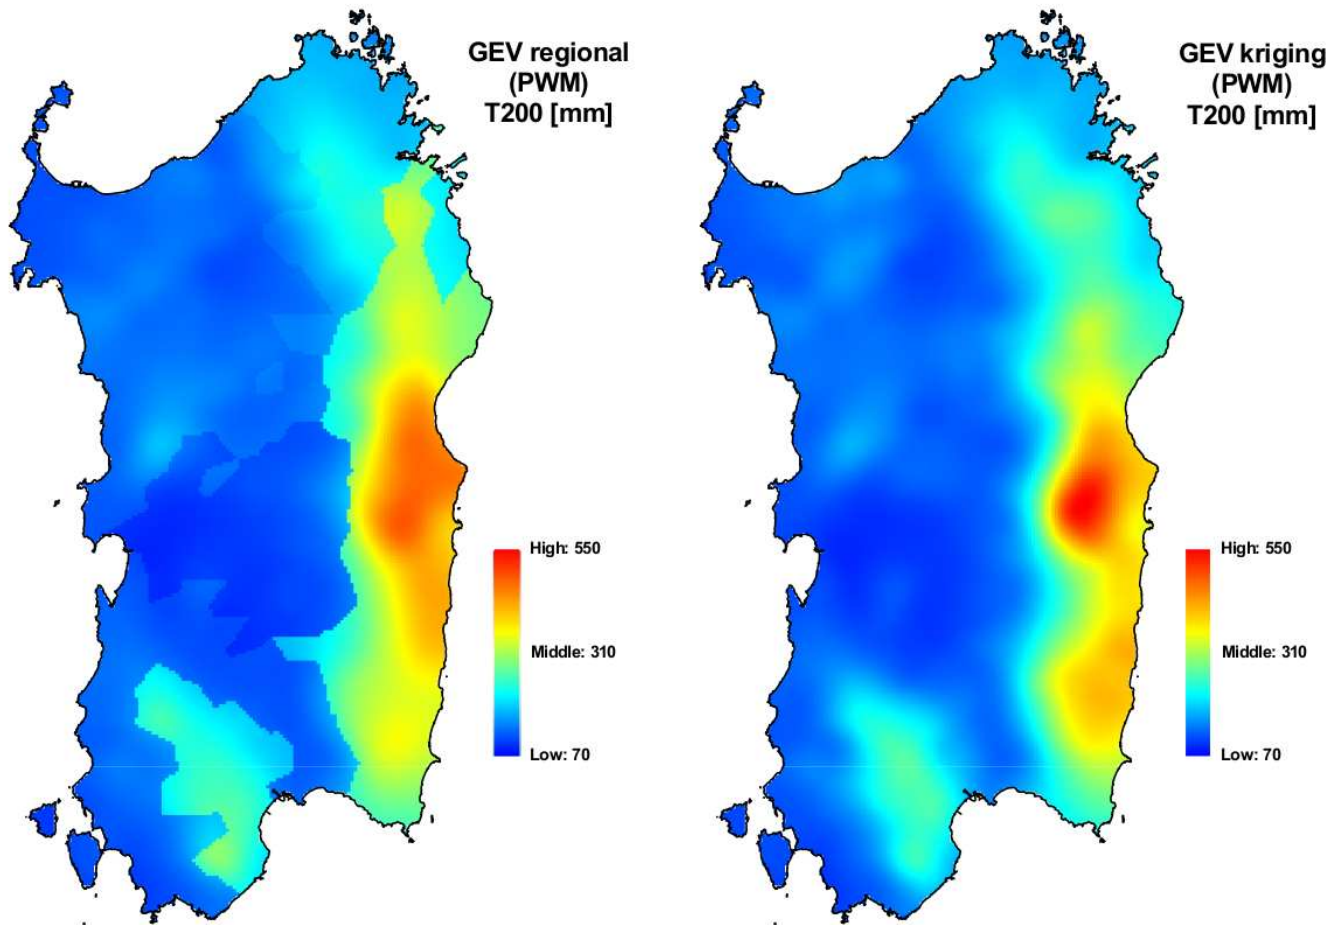 GEV regional
(PWM)
T200 [mm]
High: 550
Middle: 310
Low: 70
GEV kriging
(PWM)
T200 [mm]
High: 550
Middle: 310
Low: 70